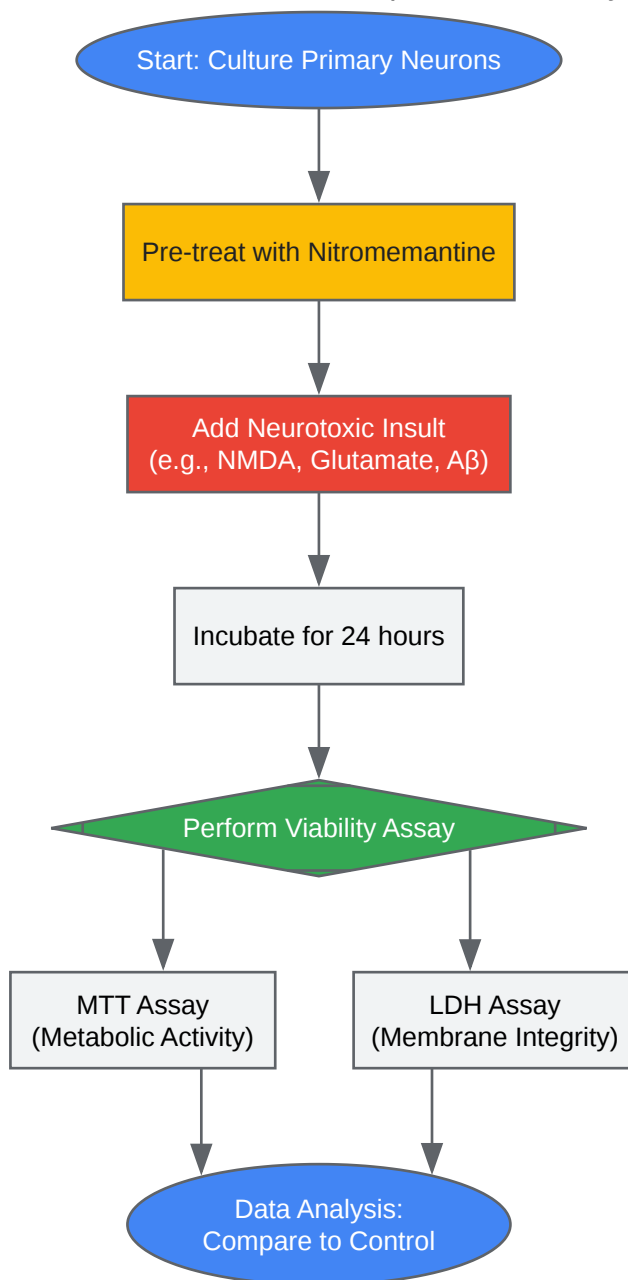 Start: Culture Primary Neurons
Pre-treat with Nitromemantine
Add Neurotoxic Insult
(e.g., NMDA, Glutamate, Aβ)
Incubate for 24 hours
Perform Viability Assay
MTT Assay
(Metabolic Activity)
LDH Assay
(Membrane Integrity)
Data Analysis:
Compare to Control